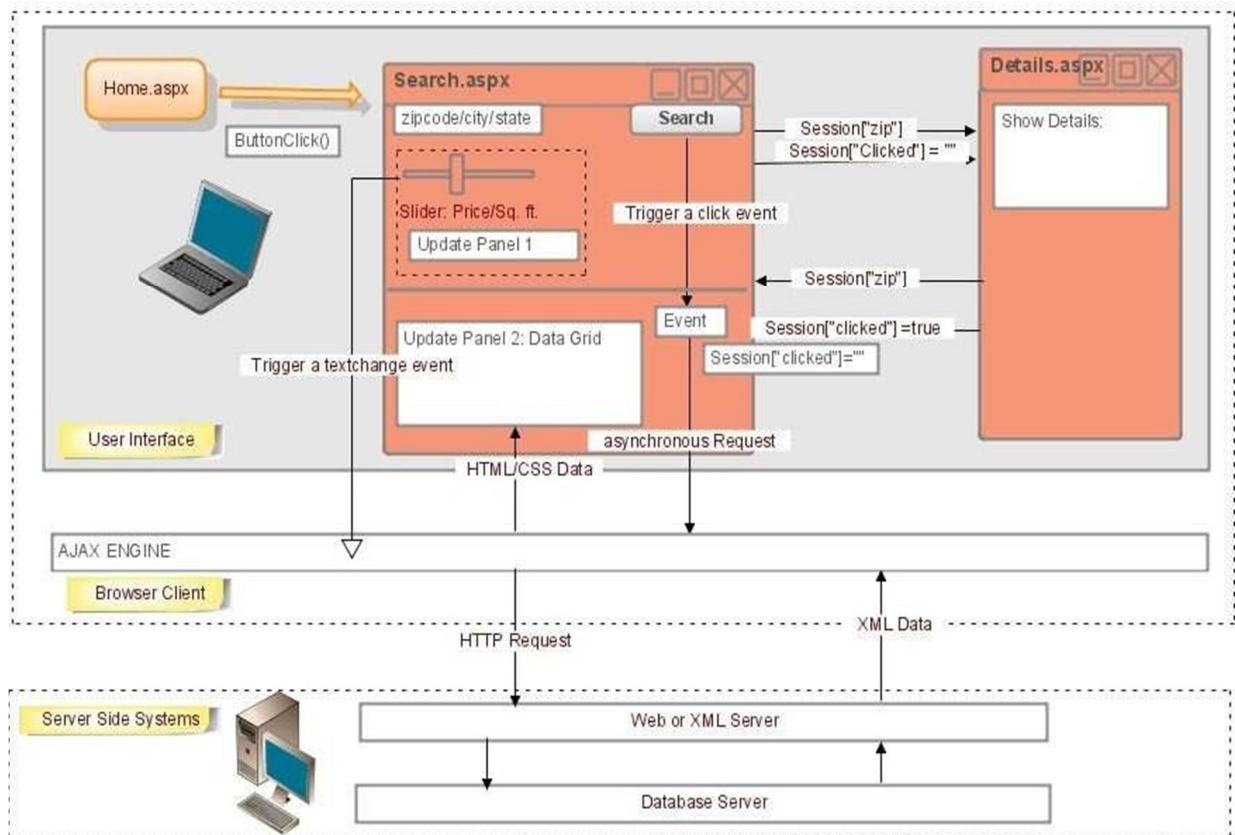 Home.aspx
ButtonClick()
Search.aspx
zipcode/city/state
Search
Slider: Price/Sq. ft.
Update Panel 1
Trigger a click event
Update Panel 2: Data Grid
Event
Session["clicked"]=""
Details.aspx
Show Details:
Session["zip"]
Session["Clicked"] = ""
Session["zip"]
Session["clicked"] =true
Trigger a textchange event
User Interface
asynchronous Request
HTML/CSS Data
AJAX ENGINE
Browser Client
HTTP Request
XML Data
Server Side Systems
Web or XML Server
Database Server